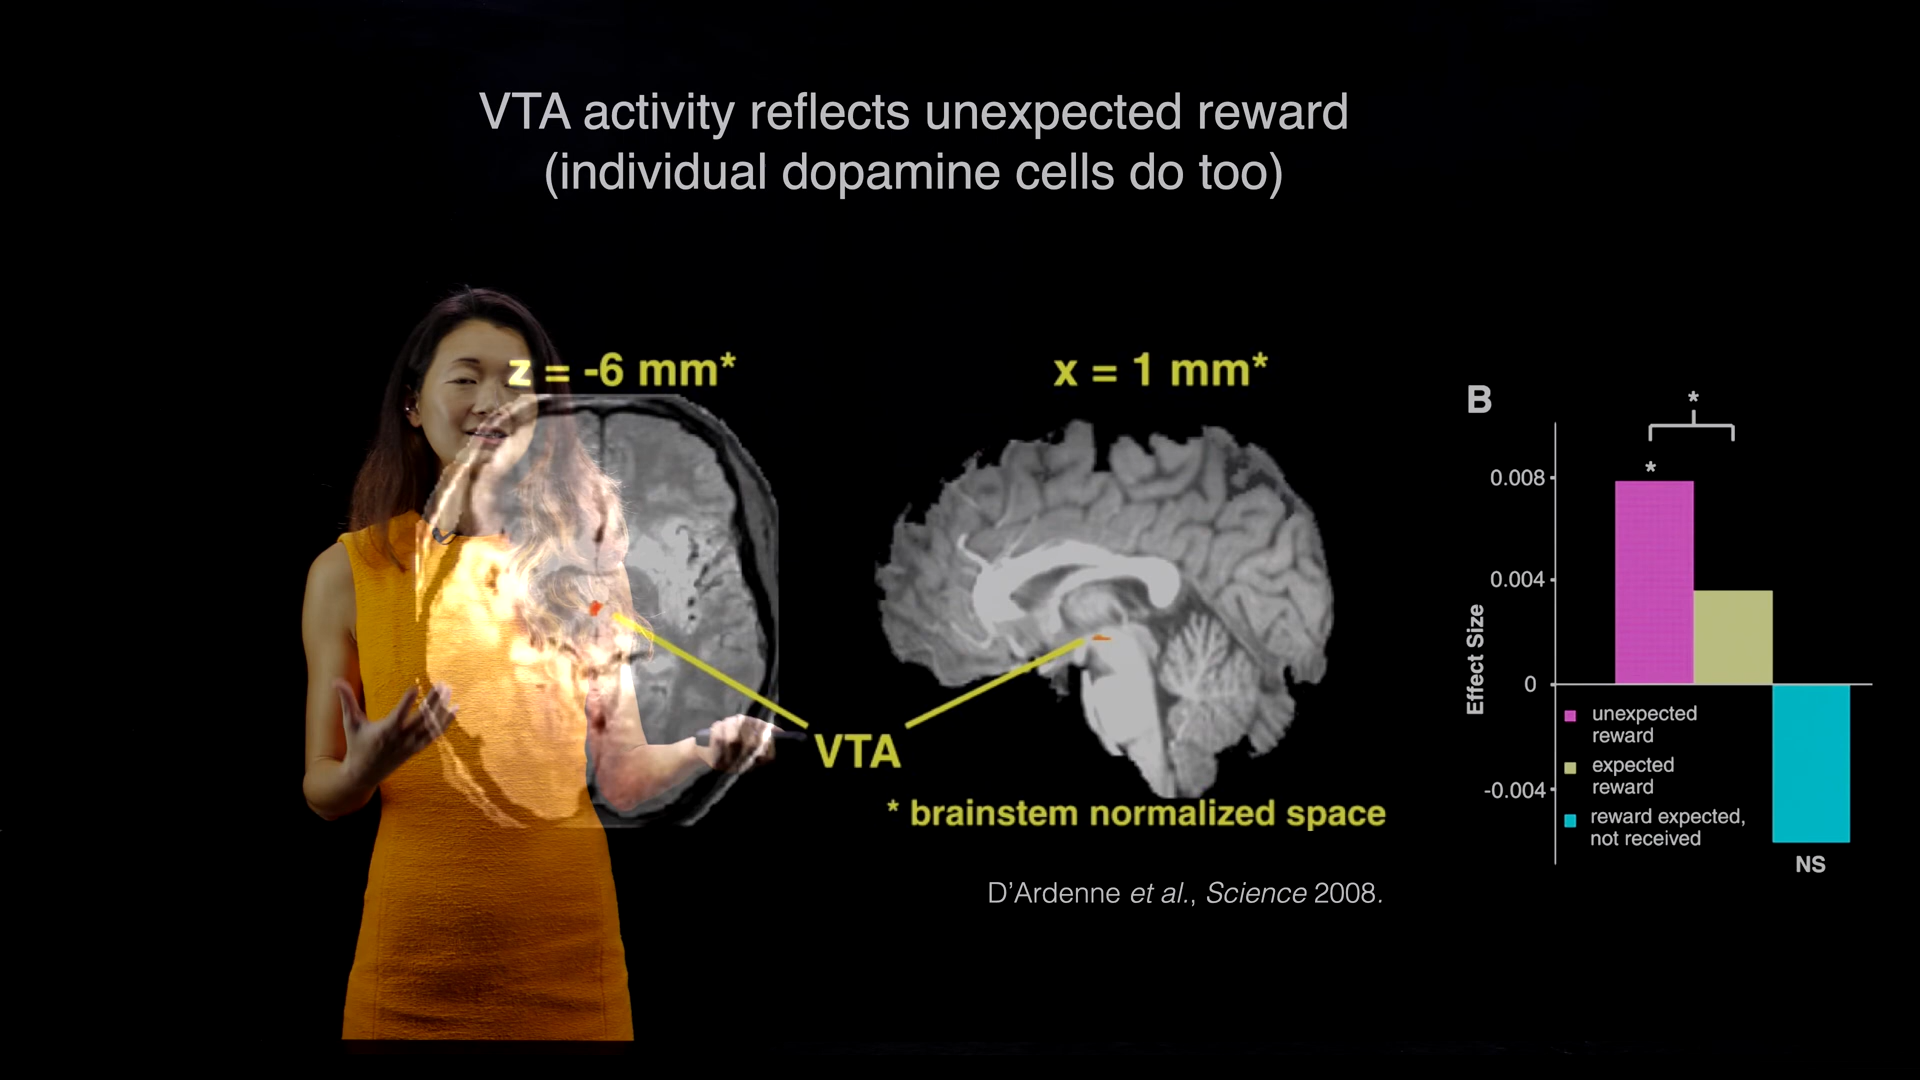 VTA activity reflects unexpected reward
(individual dopamine cells do too)
z = -6 mm*
x = 1 mm*
VTA
* brainstem normalized space
D’Ardenne et al., Science 2008.
B
*
*
0.008
0.004
0
-0.004
Effect Size
unexpected
reward
expected
reward
reward expected,
not received
NS